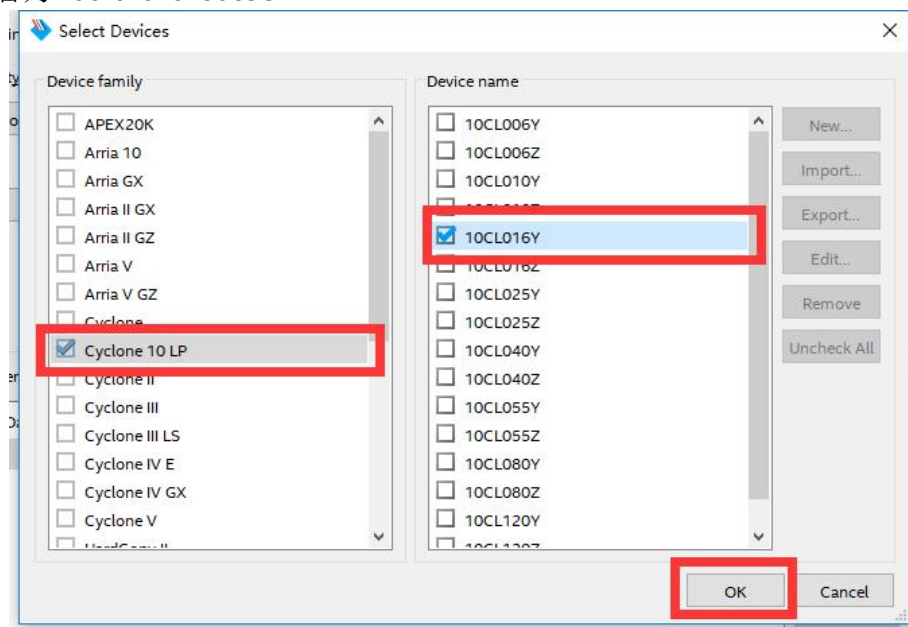 Select Devices
Device family
APEX20K
Arria 10
Arria GX
Arria II GX
Arria II GZ
Arria V
Arria V GZ
Cyclone
Cyclone 10 LP
Cyclone II
Cyclone III
Cyclone III LS
Cyclone IV E
Cyclone IV GX
Cyclone V
Device name
10CL006Y
10CL006Z
10CL010Y
10CL016Y
10CL016Z
10CL025Y
10CL025Z
10CL040Y
10CL040Z
10CL055Y
10CL055Z
10CL080Y
10CL080Z
10CL120Y
New...
Import...
Export...
Edit...
Remove
Uncheck All
OK
Cancel